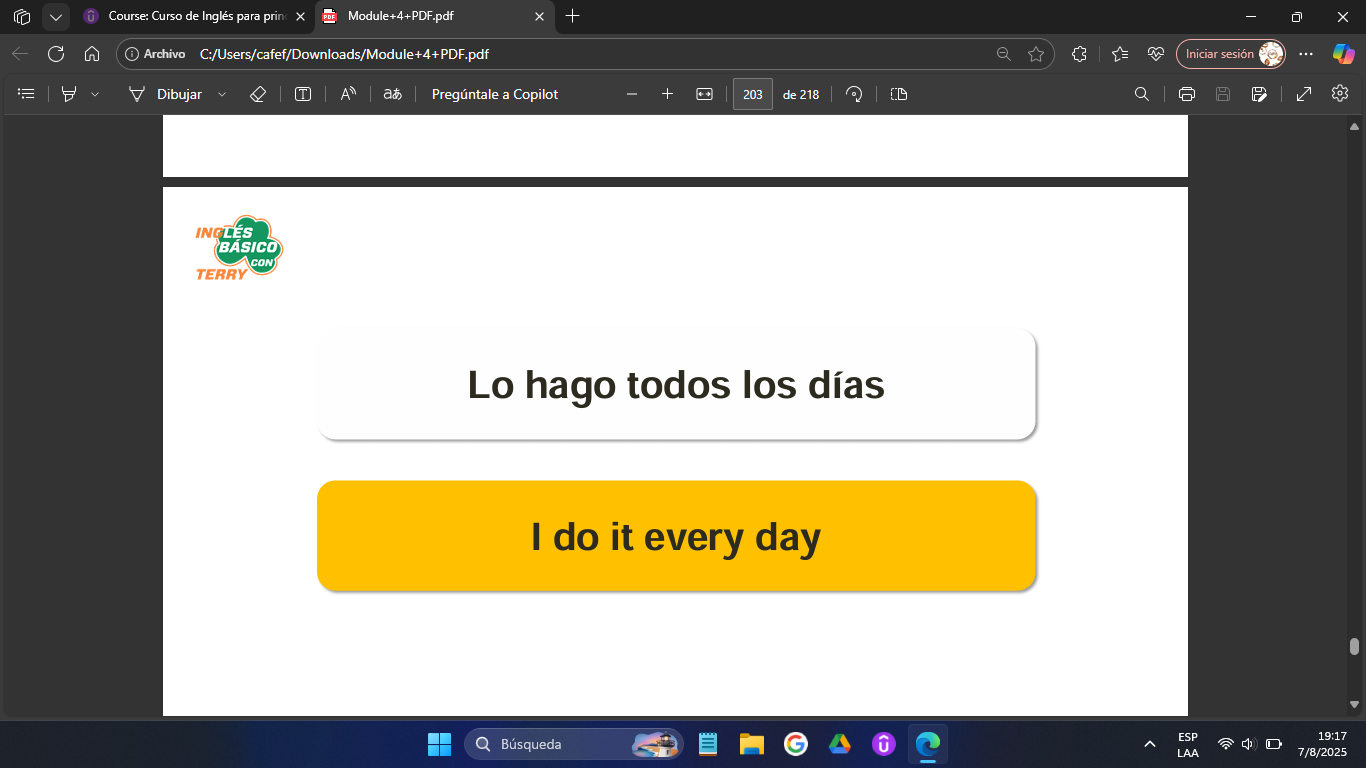 Course: Curso de Inglés para prin
Module+4+PDF.pdf
Archivo
C:/Users/cafef/Downloads/Module+4+PDF.pdf
Iniciar sesión
Dibujar
Pregúntale a Copilot
203
de 218
INGLÉS
BÁSICO
CON
TERRY
Lo hago todos los días
I do it every day
Búsqueda
ESP
LAA
19:17
7/8/2025